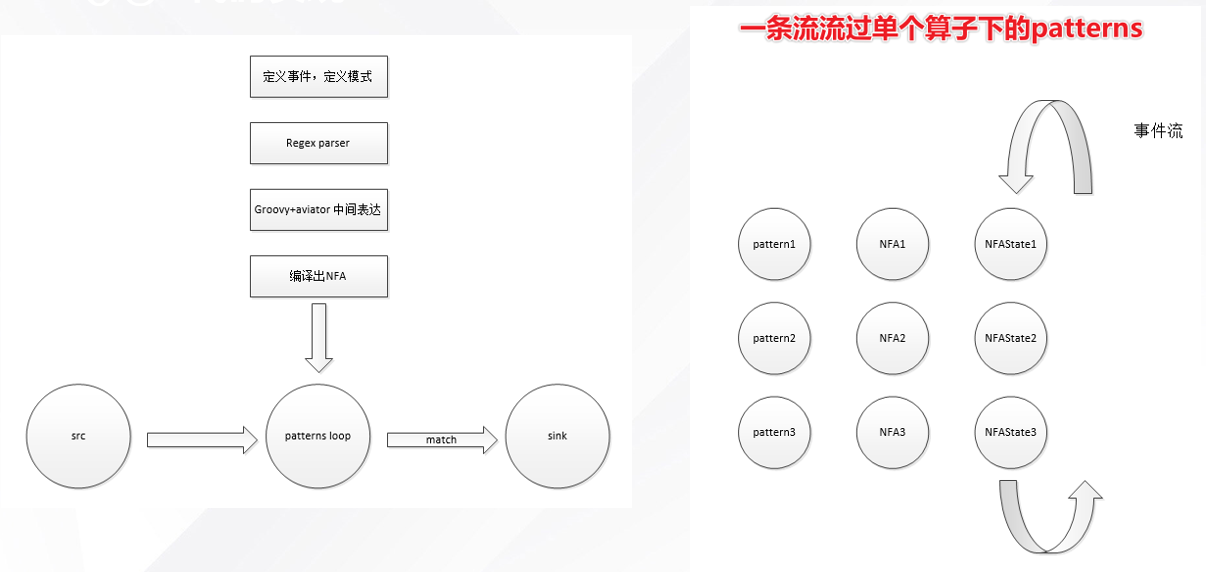 定义事件，定义模式
Regex parser
Groovy+aviator 中间表达
编译出NFA
src
patterns loop
match
sink
一条流流过单个算子下的patterns
事件流
pattern1
NFA1
NFAState1
pattern2
NFA2
NFAState2
pattern3
NFA3
NFAState3